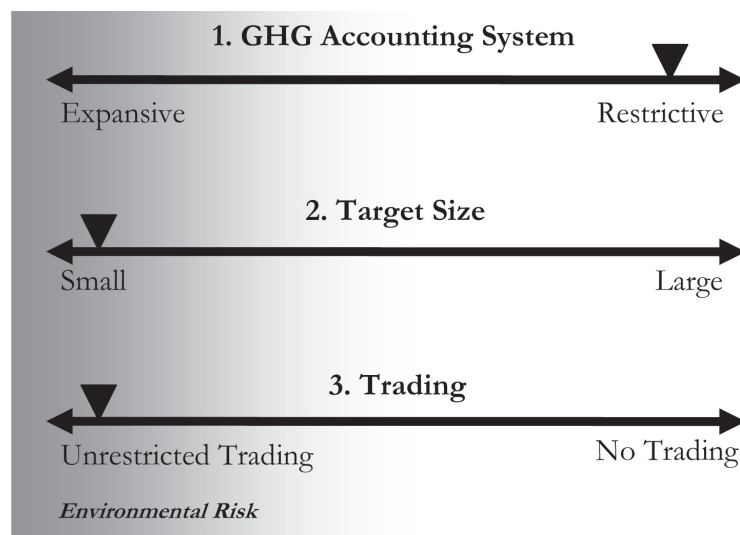 1. GHG Accounting System
Expansive Restrictive
2. Target Size
Small Large
3. Trading
Unrestricted Trading No Trading
Environmental Risk